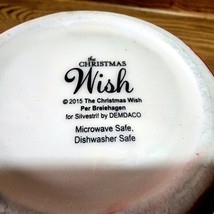 the
CHRISTMAS
Wish
© 2015 The Christmas Wish
Per Breiehagen
for Silvestri® by DEMDACO
Microwave Safe,
Dishwasher Safe